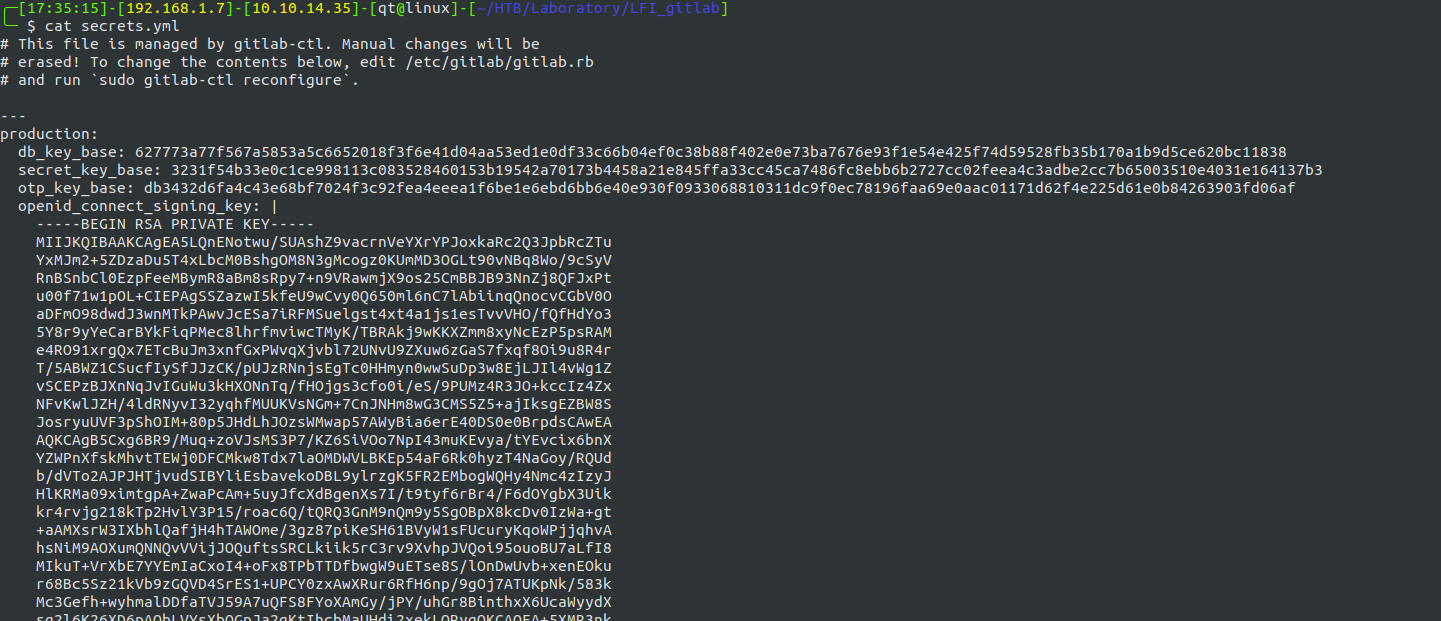 [17:35:15]-[192.168.1.7]-[10.10.14.35]-[qt@linux]-[~/HTB/Laboratory/LFI_gitlab]
$ cat secrets.yml
# This file is managed by gitlab-ctl. Manual changes will be
# erased! To change the contents below, edit /etc/gitlab/gitlab.rb
# and run `sudo gitlab-ctl reconfigure`.
---
production:
db_key_base: 627773a77f567a5853a5c6652018f3f6e41d04aa53ed1e0df33c66b04ef0c38b88f402e0e73ba7676e93f1e54e425f74d59528fb35b170a1b9d5ce620bc11838
secret_key_base: 3231f54b33e0c1ce998113c083528460153b19542a70173b4458a21e845ffa33cc45ca7486fc8ebb6b2727cc02feea4c3adbe2cc7b65003510e4031e164137b3
otp_key_base: db3432d6fa4c43e68bf7024f3c92fea4eeea1f6be1e6ebd6bb6e40e930f0933068810311dc9f0ec78196faa69e0aac01171d62f4e225d61e0b84263903fd06af
openid_connect_signing_key: |
-----BEGIN RSA PRIVATE KEY-----
MIIJKQIBAAKCAgEA5LQnENotwu/SUAshZ9vacrnVeYXrYPJoxkaRc2Q3JpbRcZTu
YxMJm2+5ZDzaDu5T4xLbcM0BshgOM8N3gMcogz0KUmMD3OGLt90vNBq8Wo/9cSyV
RnBSnbCl0EzpFeeMBymR8aBm8sRpy7+n9VRawmjX9os25CmBBJB93NnZj8QFJxPt
u00f71w1pOL+CIEPAgSSZazwI5kfeU9wCvy0Q650ml6nC7lAbiinqQnocvCGbV0O
aDFmO98dwdJ3wnMTkPAwvJcESa7iRFMSuelgst4xt4a1js1esTvvVHO/fQfHdYo3
5Y8r9yYeCarBYkFiqPMec8lhrfmviwcTMyK/TBRAkj9wKKXZmm8xyNcEzP5psRAM
e4RO91xrgQx7ETcBuJm3xnfGxPWvqXjvbl72UNvU9ZXuw6zGaS7fxqf8Oi9u8R4r
T/5ABWZ1CSucfIySfJJzCK/pUJzRNnjsEgTc0HHmyn0wwSuDp3w8EjLJIl4vWg1Z
vSCEPzBJXnNqJvIGuWu3kHXONnTq/fHOjgs3cfo0i/eS/9PUMz4R3JO+kccIz4Zx
NFvKwlJZH/4ldRNyvI32yqhfMUUKVsNGm+7CnJNHm8wG3CMS5Z5+ajIksgEZBW8S
JosryuUVF3pShOIM+80p5JHdLhJOzsWMwap57AWyBia6erE40DS0e0BrpdsCAwEA
AQKCAgB5Cxg6BR9/Muq+zoVJsMS3P7/KZ6SiVOo7NpI43muKEvya/tYEvcix6bnX
YZWPnXfskMhvtTEWj0DFCMkw8Tdx7laOMDWVLBKEp54aF6Rk0hyzT4NaGoy/RQUd
b/dVTo2AJPJHTjvudSIBYliEsbavekoDBL9ylrzgK5FR2EMbogWQHy4Nmc4zIzyJ
HlKRMa09ximtgpA+ZwaPcAm+5uyJfcXdBgenXs7I/t9tyf6rBr4/F6dOYgbX3Uik
kr4rvjg218kTp2HvlY3P15/roac6Q/tQRQ3GnM9nQm9y5SgOBpX8kcDv0IzWa+gt
+aAMXsrW3IXbhlQafjH4hTAWOme/3gz87piKeSH61BVyW1sFUcuryKqoWPjjqhvA
hsNiM9AOXumQNNQvVVijJOQuftsSRCLkiik5rC3rv9XvhpJVQoi95ouoBU7aLfI8
MIkuT+VrXbE7YYEmIaCxoI4+oFx8TPbTTDfbwgW9uETse8S/lOnDwUvb+xenEOku
r68Bc5Sz21kVb9zGQVD4SrES1+UPCY0zxAwXRur6RfH6np/9gOj7ATUKpNk/583k
Mc3Gefh+wyhmalDDfaTVJ59A7uQFS8FYoXAmGy/jPY/uhGr8BinthxX6UcaWyydX